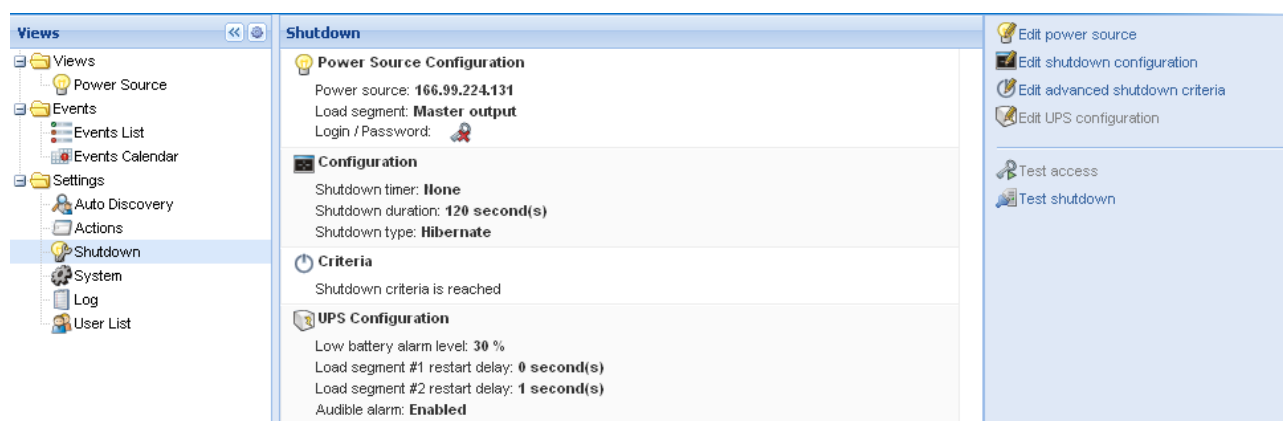 Views
Views
Power Source
Events
Events List
Events Calendar
Settings
Auto Discovery
Actions
Shutdown
System
Log
User List
Shutdown
Power Source Configuration
Power source: 166.99.224.131
Load segment: Master output
Login / Password:
Configuration
Shutdown timer: None
Shutdown duration: 120 second(s)
Shutdown type: Hibernate
Criteria
Shutdown criteria is reached
UPS Configuration
Low battery alarm level: 30 %
Load segment #1 restart delay: 0 second(s)
Load segment #2 restart delay: 1 second(s)
Audible alarm: Enabled
Edit power source
Edit shutdown configuration
Edit advanced shutdown criteria
Edit UPS configuration
Test access
Test shutdown